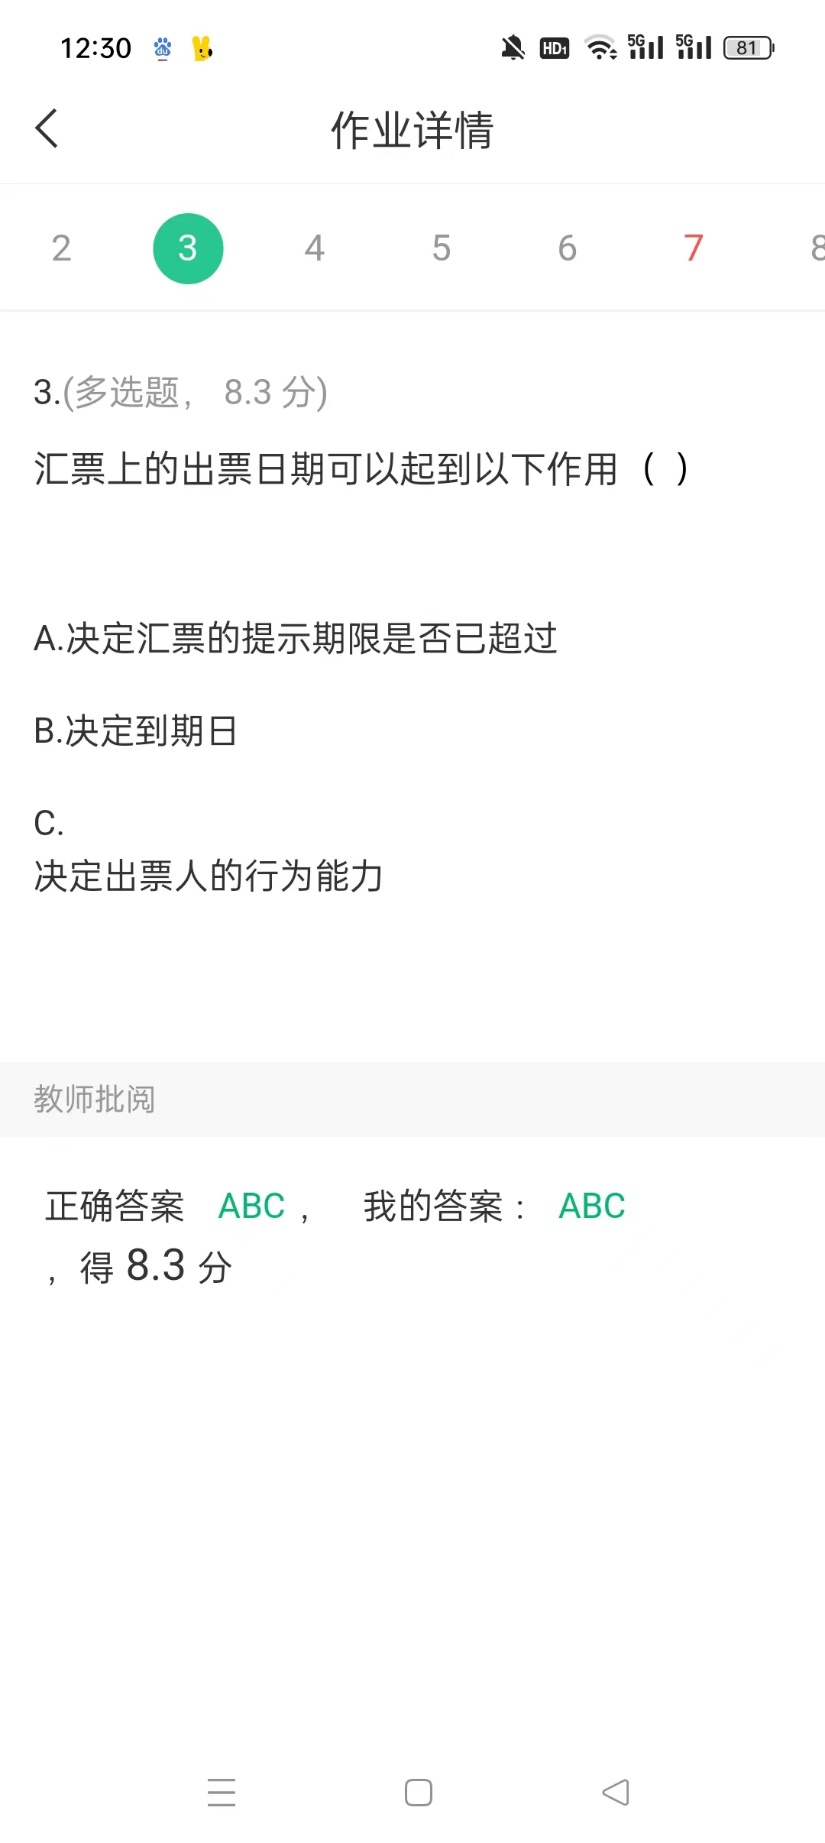 12:30 HD1 5G 5G 81
作业详情
2 3 4 5 6 7 8
3.(多选题， 8.3 分)
汇票上的出票日期可以起到以下作用（ ）
A.决定汇票的提示期限是否已超过
B.决定到期日
C.
决定出票人的行为能力
教师批阅
正确答案 ABC ， 我的答案： ABC
，得 8.3 分